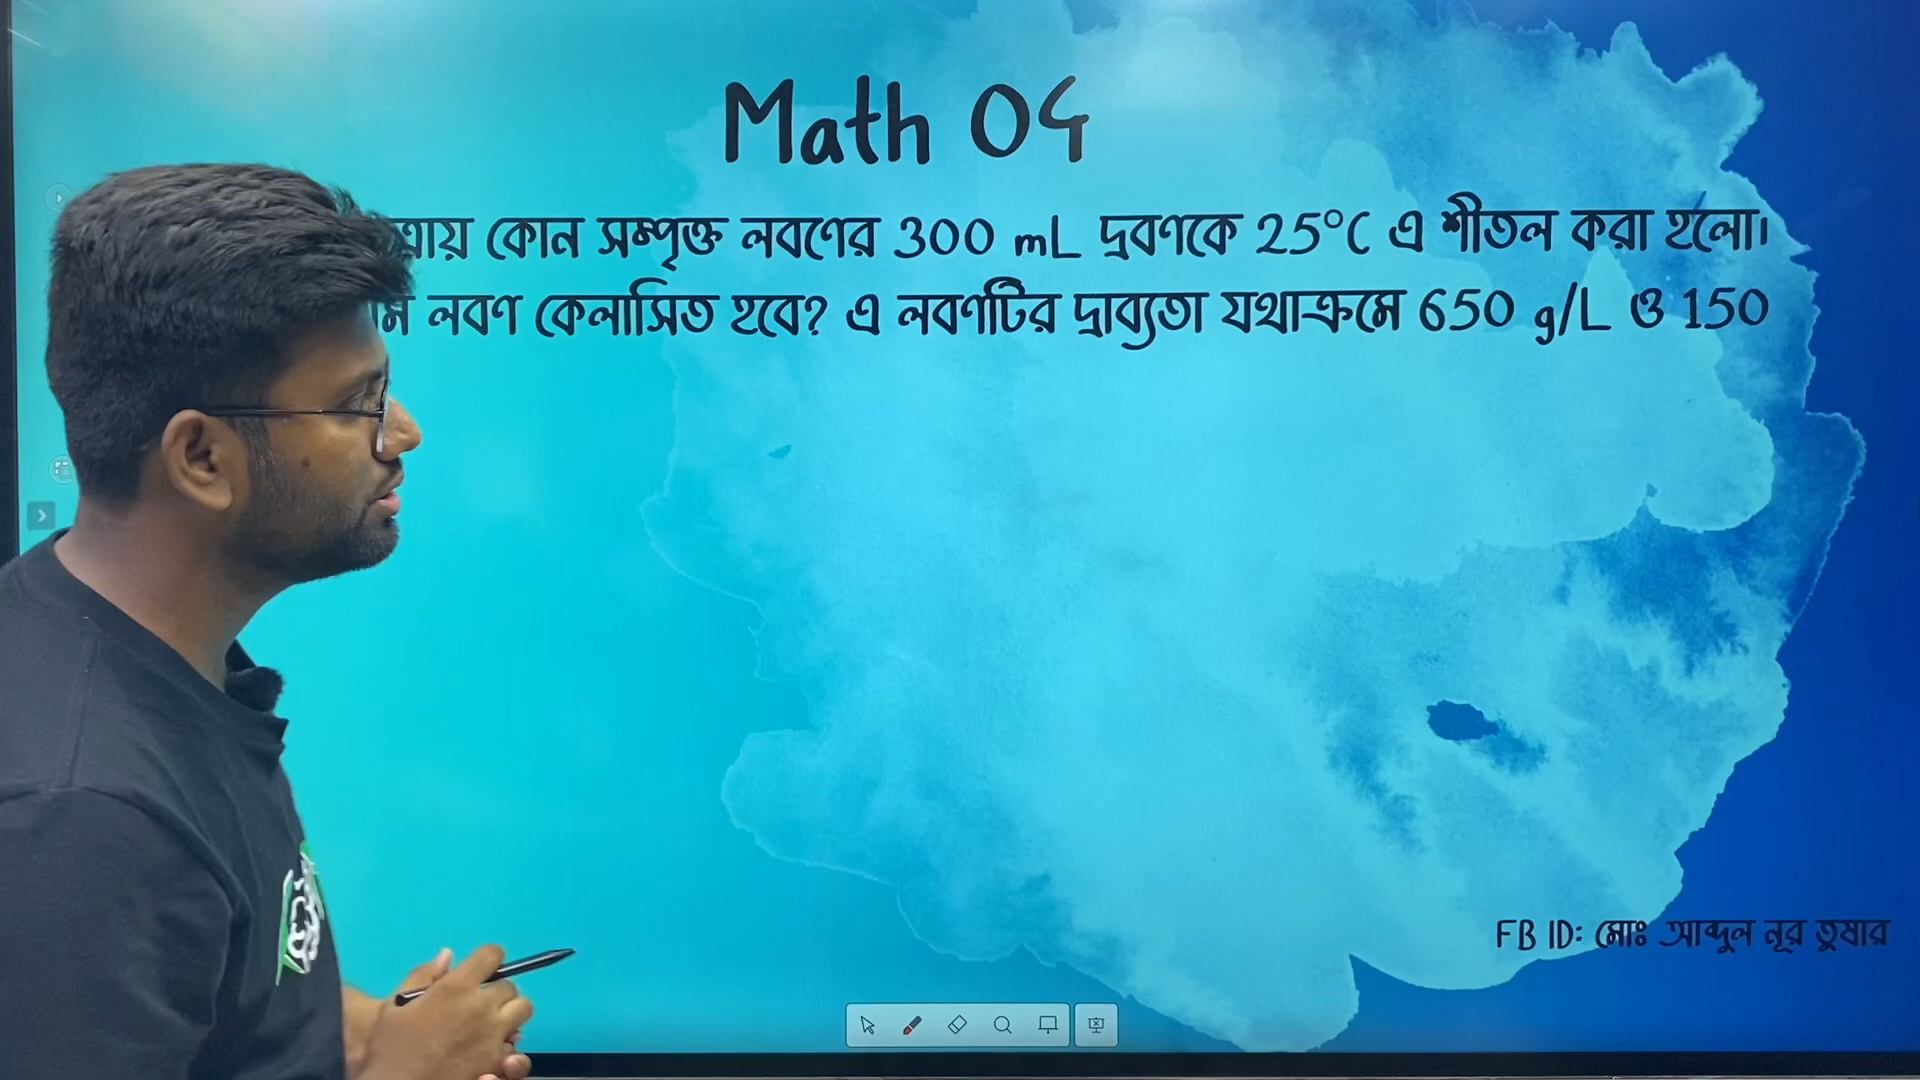 Math 04
কোন সম্পৃক্ত লবণের 300 mL দ্রবণকে 25°C এ শীতল করা হলো।
লবণ কেলাসিত হবে? এ লবণটির দ্রাব্যতা যথাক্রমে 650 g/L ও 150
FB ID: মোঃ আব্দুল নূর তুষার